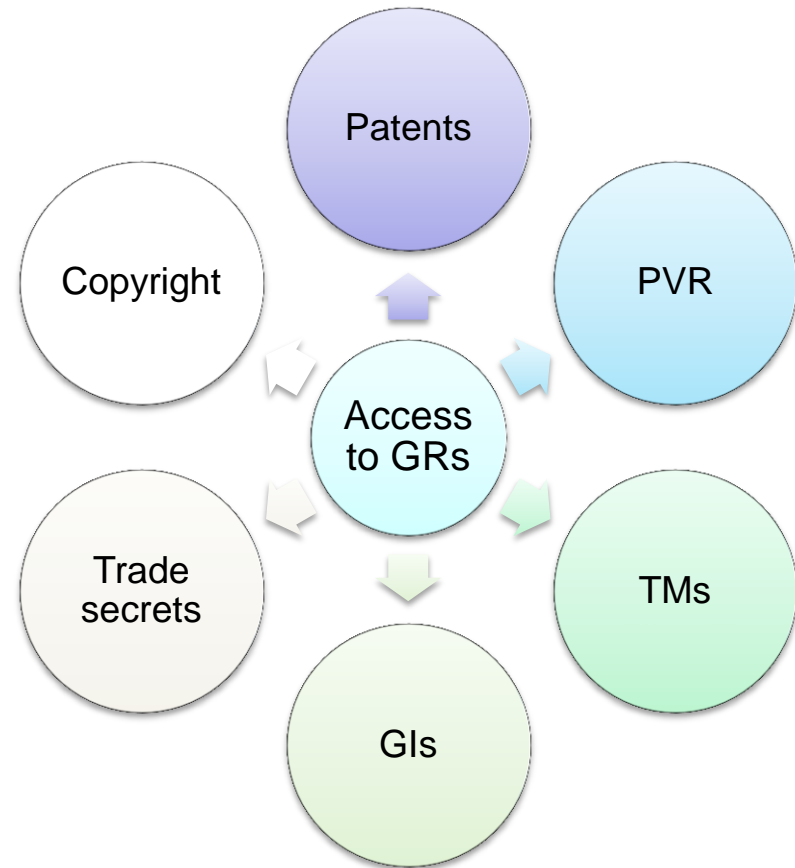 Patents
PVR
TMs
GIs
Trade
secrets
Copyright
Access
to GRs